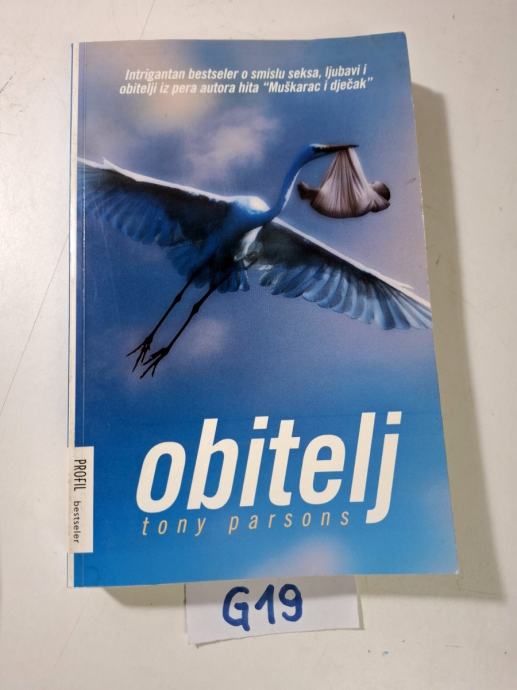 Intrigantan bestseler o smislu seksa, ljubavi i
obitelji iz pera autora hita "Muškarac i dječak"
obitelj
tony parsons
PROFIL bestseler
G19